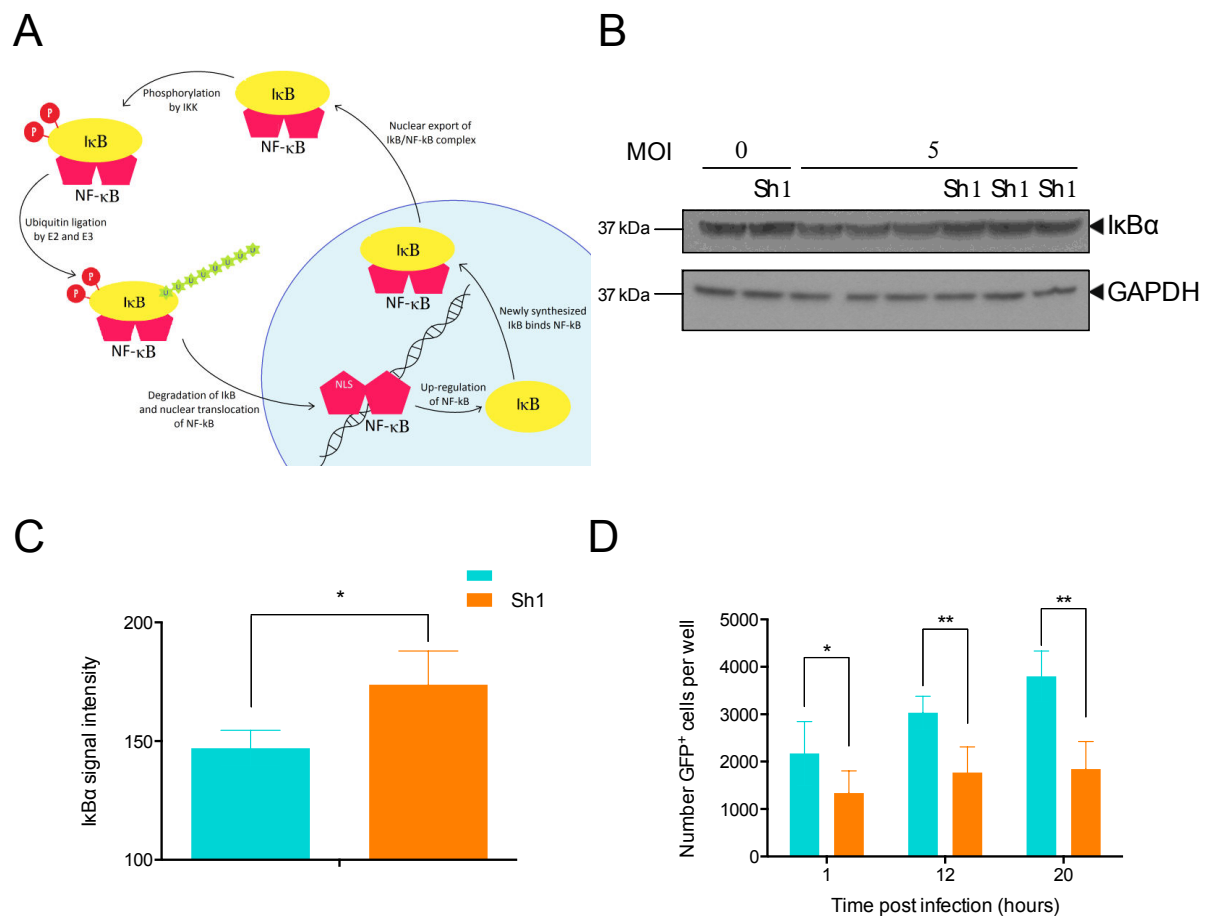 A
IκB
NF-κB
Phosphorylation
by IKK
P
P
IκB
NF-κB
Nuclear export of
IkB/NF-kB complex
Ubiquitin ligation
by E2 and E3
P
P
IκB
NF-κB
U U U U U U U U
IκB
NF-κB
Newly synthesized
IkB binds NF-kB
Degradation of IkB
and nuclear translocation
of NF-kB
NLS
NF-κB
Up-regulation
of NF-kB
IκB
B
MOI 0 5
Sh1 Sh1 Sh1 Sh1
37 kDa IκBα
37 kDa GAPDH
C
Sh1
*
IκBα signal intensity
200
150
100
D
Number GFP+ cells per well
5000
4000
3000
2000
1000
0
* ** **
1 12 20
Time post infection (hours)